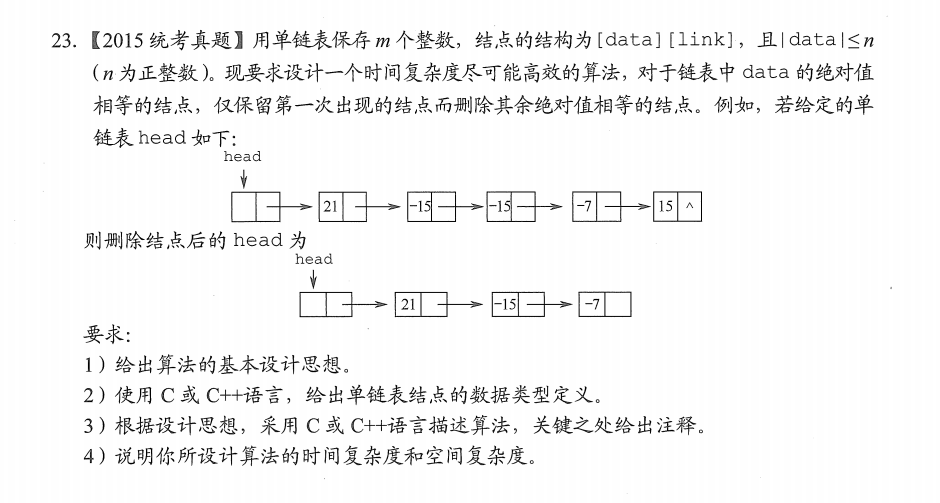 23.【2015 统考真题】用单链表保存 m 个整数，结点的结构为[data][link]，且|data|≤n
（n 为正整数）。现要求设计一个时间复杂度尽可能高效的算法，对于链表中 data 的绝对值
相等的结点，仅保留第一次出现的结点而删除其余绝对值相等的结点。例如，若给定的单
链表 head 如下：
head
21 -15 -15 -7 15 ^
则删除结点后的 head 为
head
21 -15 -7
要求：
1）给出算法的基本设计思想。
2）使用 C 或 C++语言，给出单链表结点的数据类型定义。
3）根据设计思想，采用 C 或 C++语言描述算法，关键之处给出注释。
4）说明你所设计算法的时间复杂度和空间复杂度。